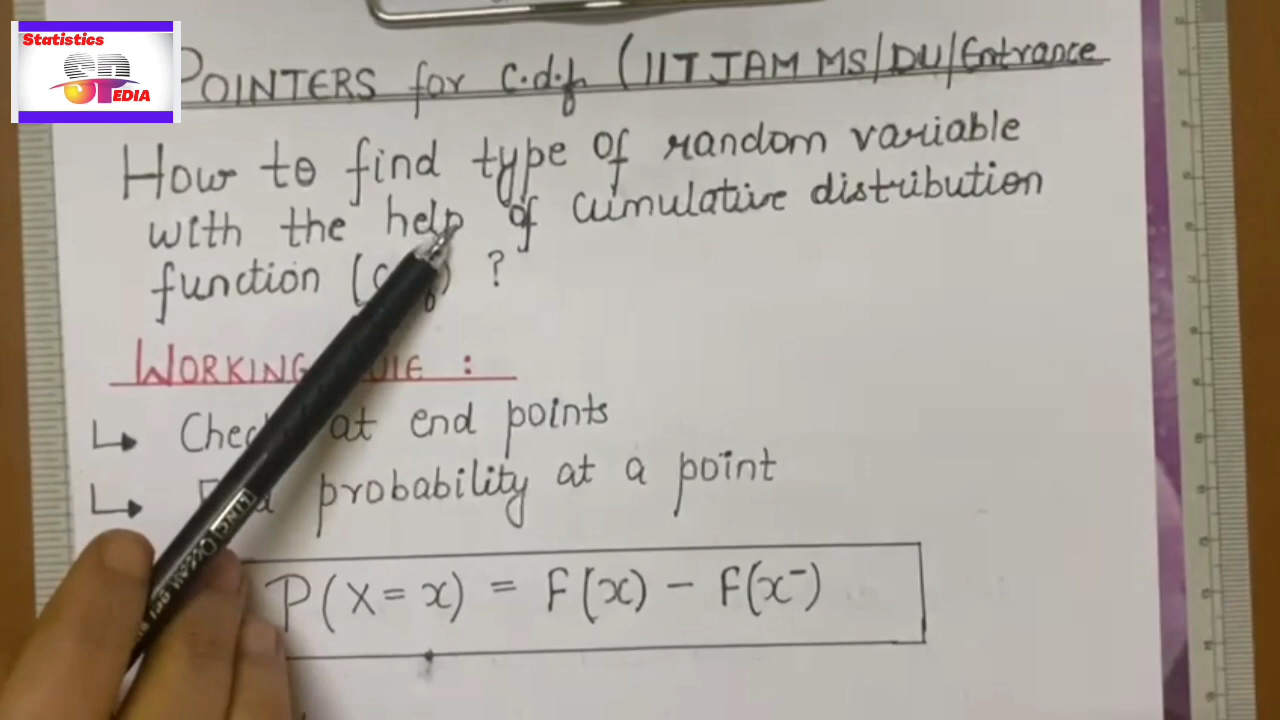 Statistics
PEDIA
POINTERS for c.d.f. (IIT JAM MS/DU/Entrance
How to find type of random variable
with the help of cumulative distribution
function ( ) ?
WORKING :
at end points
probability at a point
P(X = x) = F(x) - F(x⁻)